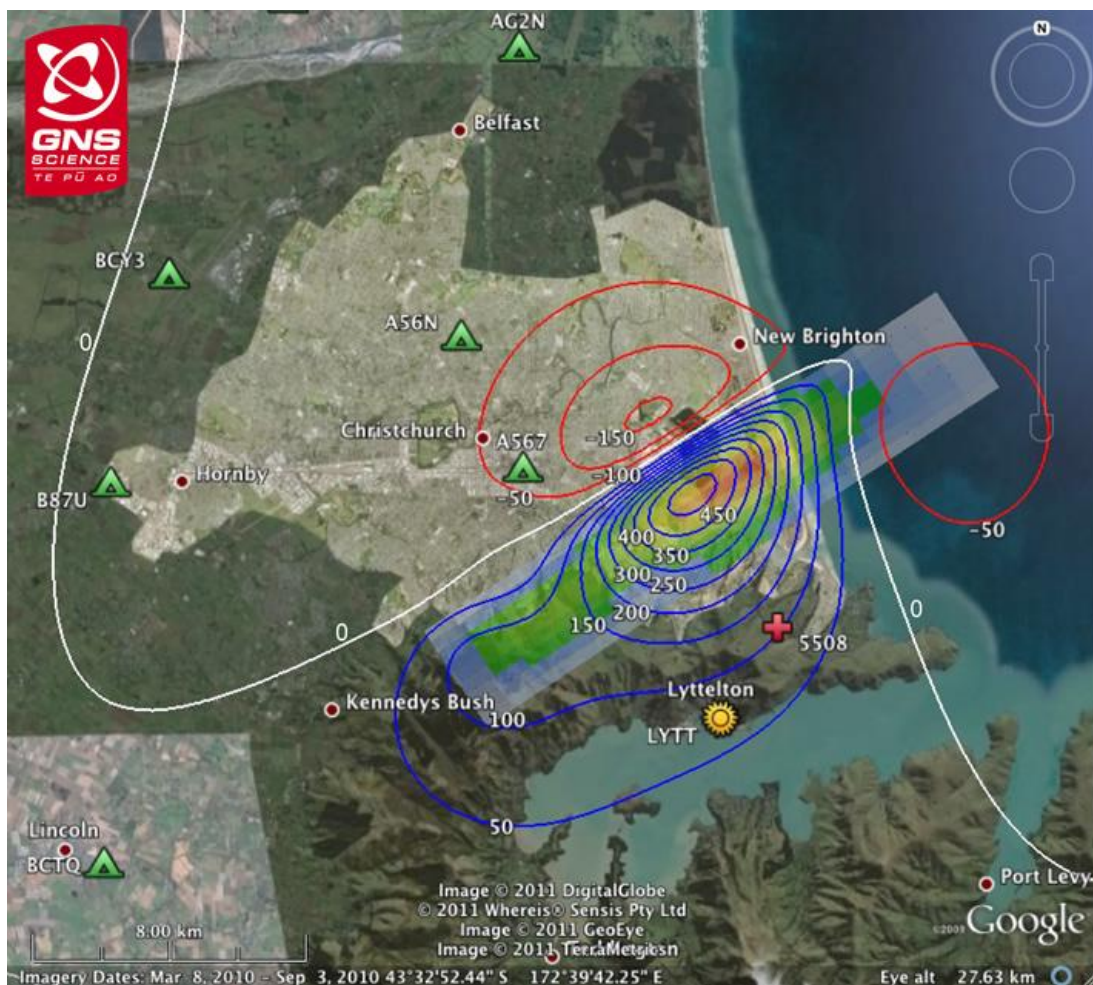 AG2N
GNS
SCIENCE
TE PŪ AO
N
Belfast
BCY3
A56N
0
New Brighton
Christchurch
A567
-150
-100
-50
Hornby
B87U
450
400
350
300
250
200
150
-50
0
0
5508
Kennedys Bush
Lyttelton
LYTT
100
50
Lincoln
BCTQ
Port Levy
Image © 2011 DigitalGlobe
© 2011 Whereis® Sensis Pty Ltd
Image © 2011 GeoEye
Image © 2011 TerraMetrics
©2009 Google
8.00 km
Imagery Dates: Mar 8, 2010 - Sep 3, 2010 43°32'52.44" S 172°39'42.25" E
Eye alt 27.63 km